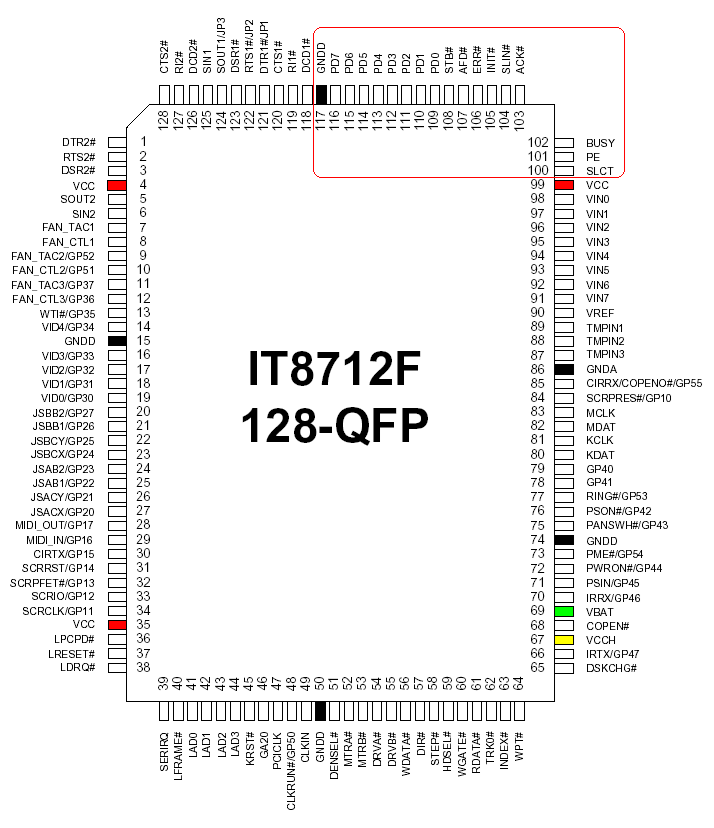 CTS2#
RI2#
DCD2#
SIN1
SOUT1/JP3
DSR1#
RTS1#/JP2
DTR1#/JP1
CTS1#
RI1#
DCD1#
GNDD
PD7
PD6
PD5
PD4
PD3
PD2
PD1
PD0
STB#
AFD#
ERR#
INIT#
SLIN#
ACK#
128
127
126
125
124
123
122
121
120
119
118
117
116
115
114
113
112
111
110
109
108
107
106
105
104
103
DTR2# 1
RTS2# 2
DSR2# 3
VCC 4
SOUT2 5
SIN2 6
FAN_TAC1 7
FAN_CTL1 8
FAN_TAC2/GP52 9
FAN_CTL2/GP51 10
FAN_TAC3/GP37 11
FAN_CTL3/GP36 12
WTI#/GP35 13
VID4/GP34 14
GNDD 15
VID3/GP33 16
VID2/GP32 17
VID1/GP31 18
VID0/GP30 19
JSBB2/GP27 20
JSBB1/GP26 21
JSBCY/GP25 22
JSBCX/GP24 23
JSAB2/GP23 24
JSAB1/GP22 25
JSACY/GP21 26
JSACX/GP20 27
MIDI_OUT/GP17 28
MIDI_IN/GP16 29
CIRTX/GP15 30
SCRRST/GP14 31
SCRPFET#/GP13 32
SCRIO/GP12 33
SCRCLK/GP11 34
VCC 35
LPCPD# 36
LRESET# 37
LDRQ# 38
IT8712F
128-QFP
102 BUSY
101 PE
100 SLCT
99 VCC
98 VIN0
97 VIN1
96 VIN2
95 VIN3
94 VIN4
93 VIN5
92 VIN6
91 VIN7
90 VREF
89 TMPIN1
88 TMPIN2
87 TMPIN3
86 GNDA
85 CIRRX/COPENO#/GP55
84 SCRPRES#/GP10
83 MCLK
82 MDAT
81 KCLK
80 KDAT
79 GP40
78 GP41
77 RING#/GP53
76 PSON#/GP42
75 PANSWH#/GP43
74 GNDD
73 PME#/GP54
72 PWRON#/GP44
71 PSIN/GP45
70 IRRX/GP46
69 VBAT
68 COPEN#
67 VCCH
66 IRTX/GP47
65 DSKCHG#
39
40
41
42
43
44
45
46
47
48
49
50
51
52
53
54
55
56
57
58
59
60
61
62
63
64
SERIRQ
LFRAME#
LAD0
LAD1
LAD2
LAD3
KRST#
GA20
PCICLK
CLKRUN#/GP50
CLKIN
GNDD
DENSEL#
MTRA#
MTRB#
DRVA#
DRVB#
WDATA#
DIR#
STEP#
HDSEL#
WGATE#
RDATA#
TRK0#
INDEX#
WPT#